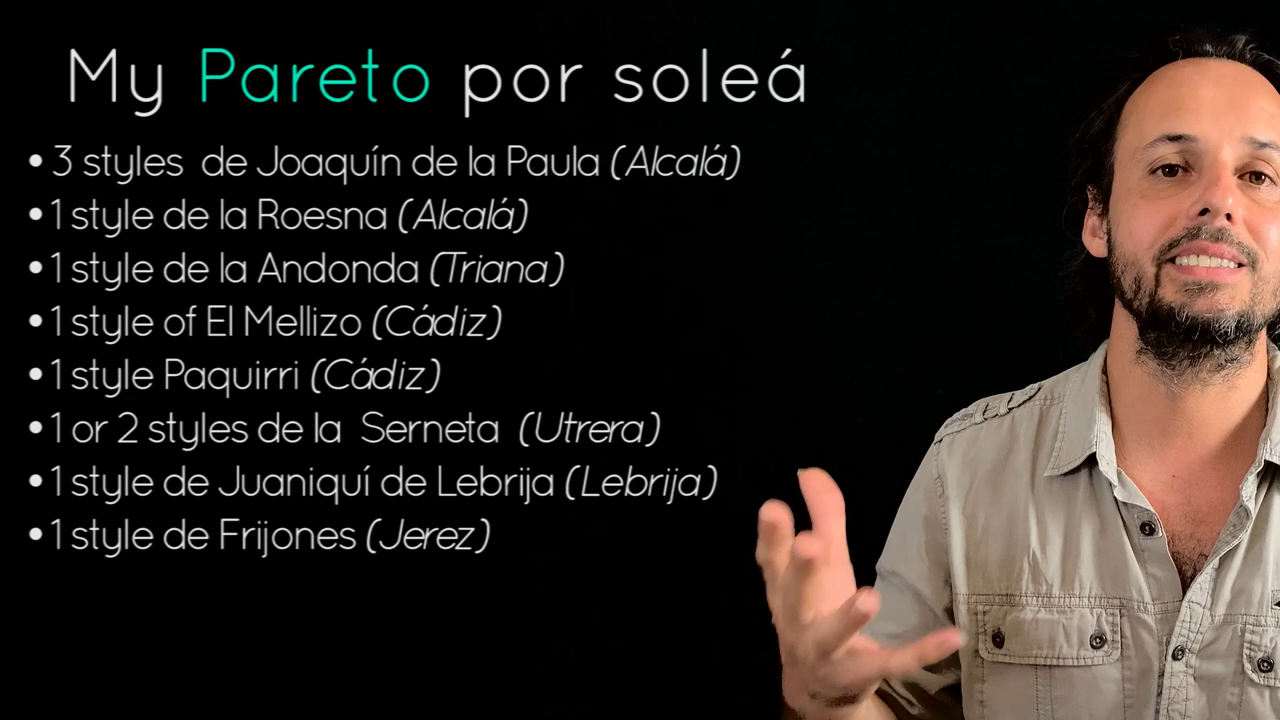 My Pareto por soleá
• 3 styles de Joaquín de la Paula (Alcalá)
• 1 style de la Roesna (Alcalá)
• 1 style de la Andonda (Triana)
• 1 style of El Mellizo (Cádiz)
• 1 style Paquirri (Cádiz)
• 1 or 2 styles de la Serneta (Utrera)
• 1 style de Juaniquí de Lebrija (Lebrija)
• 1 style de Frijones (Jerez)